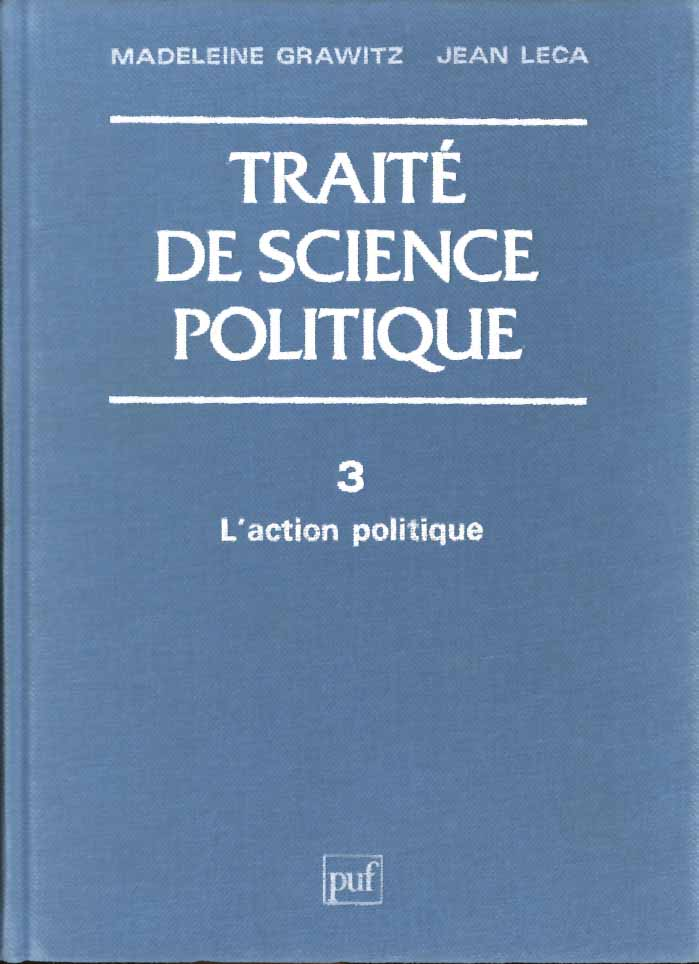 MADELEINE GRAWITZ JEAN LECA
TRAITÉ
DE SCIENCE
POLITIQUE
3
L'action politique
puf